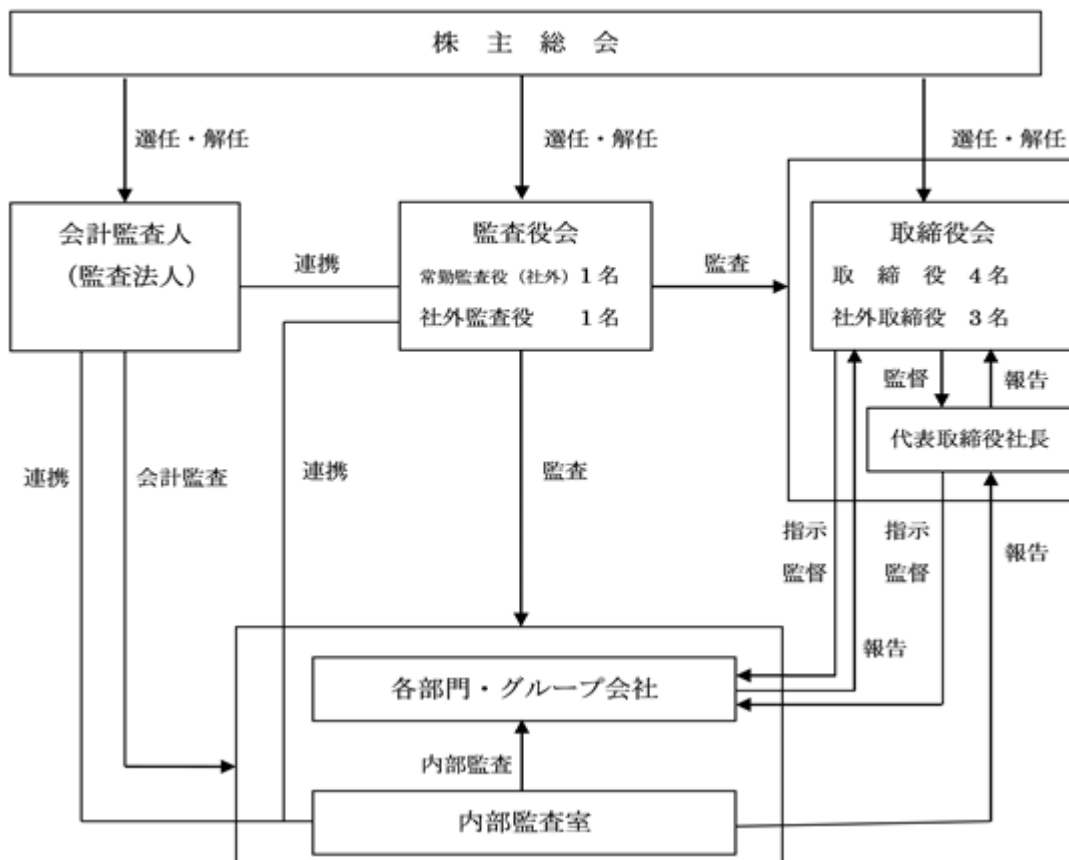 株 主 総 会
選任・解任
選任・解任
選任・解任
会計監査人
（監査法人）
連携
監査役会
常勤監査役（社外）1名
社外監査役 1名
監査
取締役会
取 締 役 4名
社外取締役 3名
監督
報告
代表取締役社長
連携
会計監査
連携
監査
指示
監督
指示
監督
報告
報告
各部門・グループ会社
内部監査
内部監査室